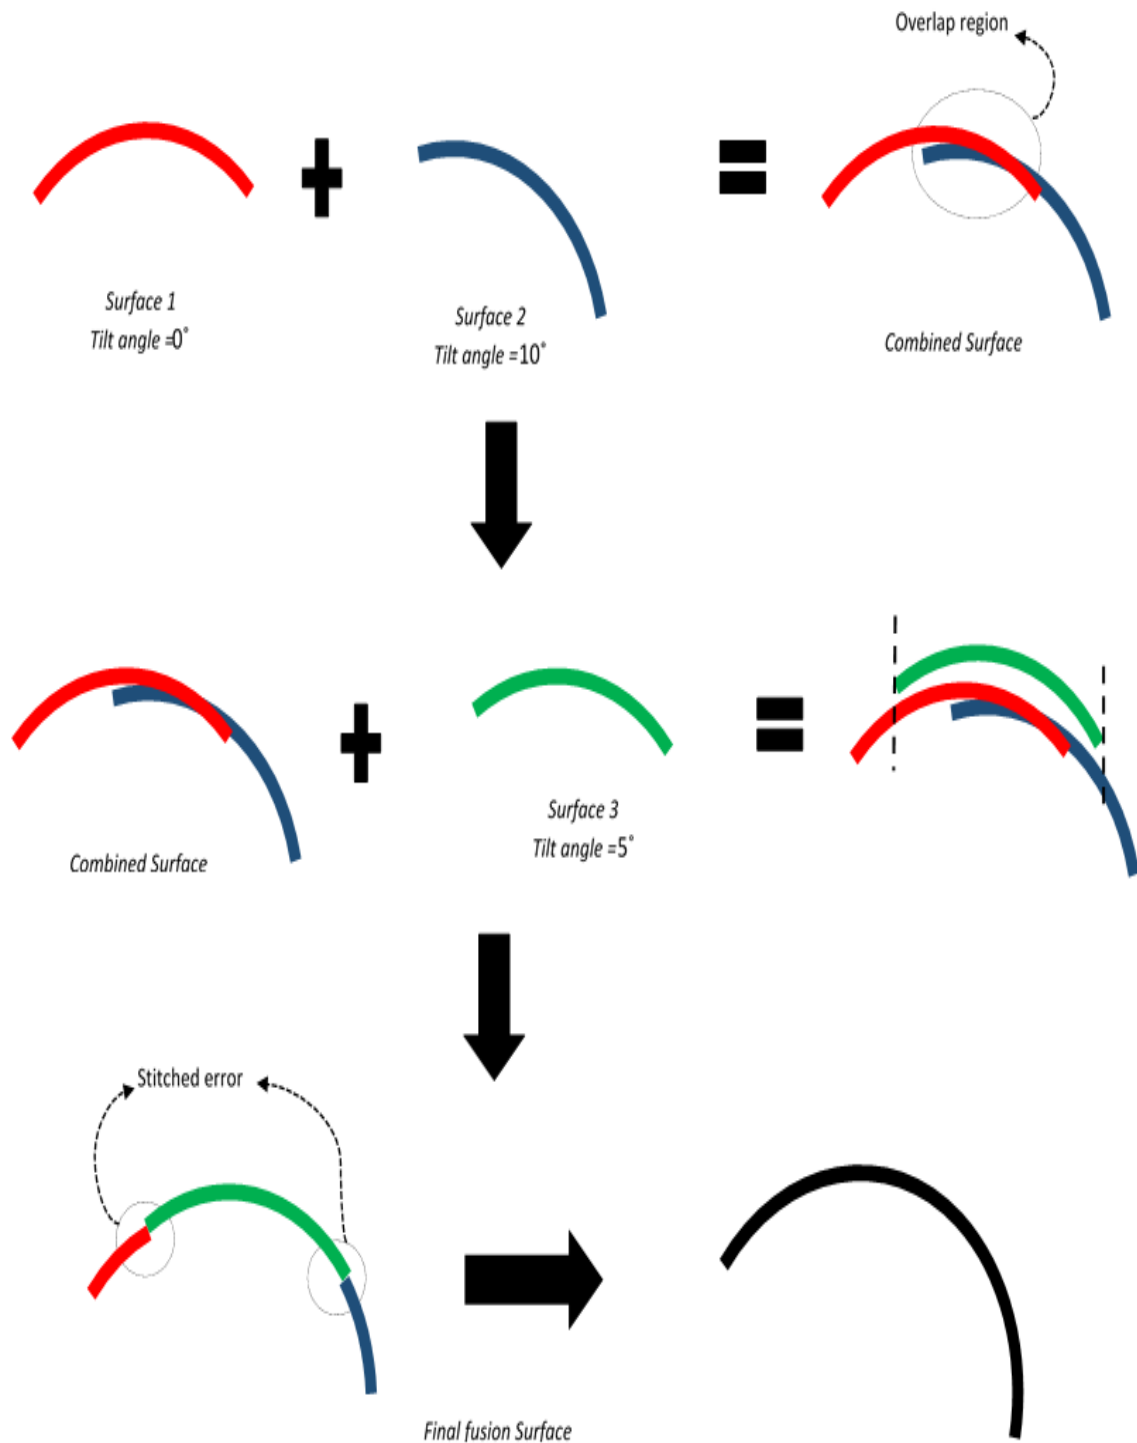 Overlap region
Surface 1
Tilt angle =0°
Surface 2
Tilt angle =10°
Combined Surface
Combined Surface
Surface 3
Tilt angle =5°
Stitched error
Final fusion Surface